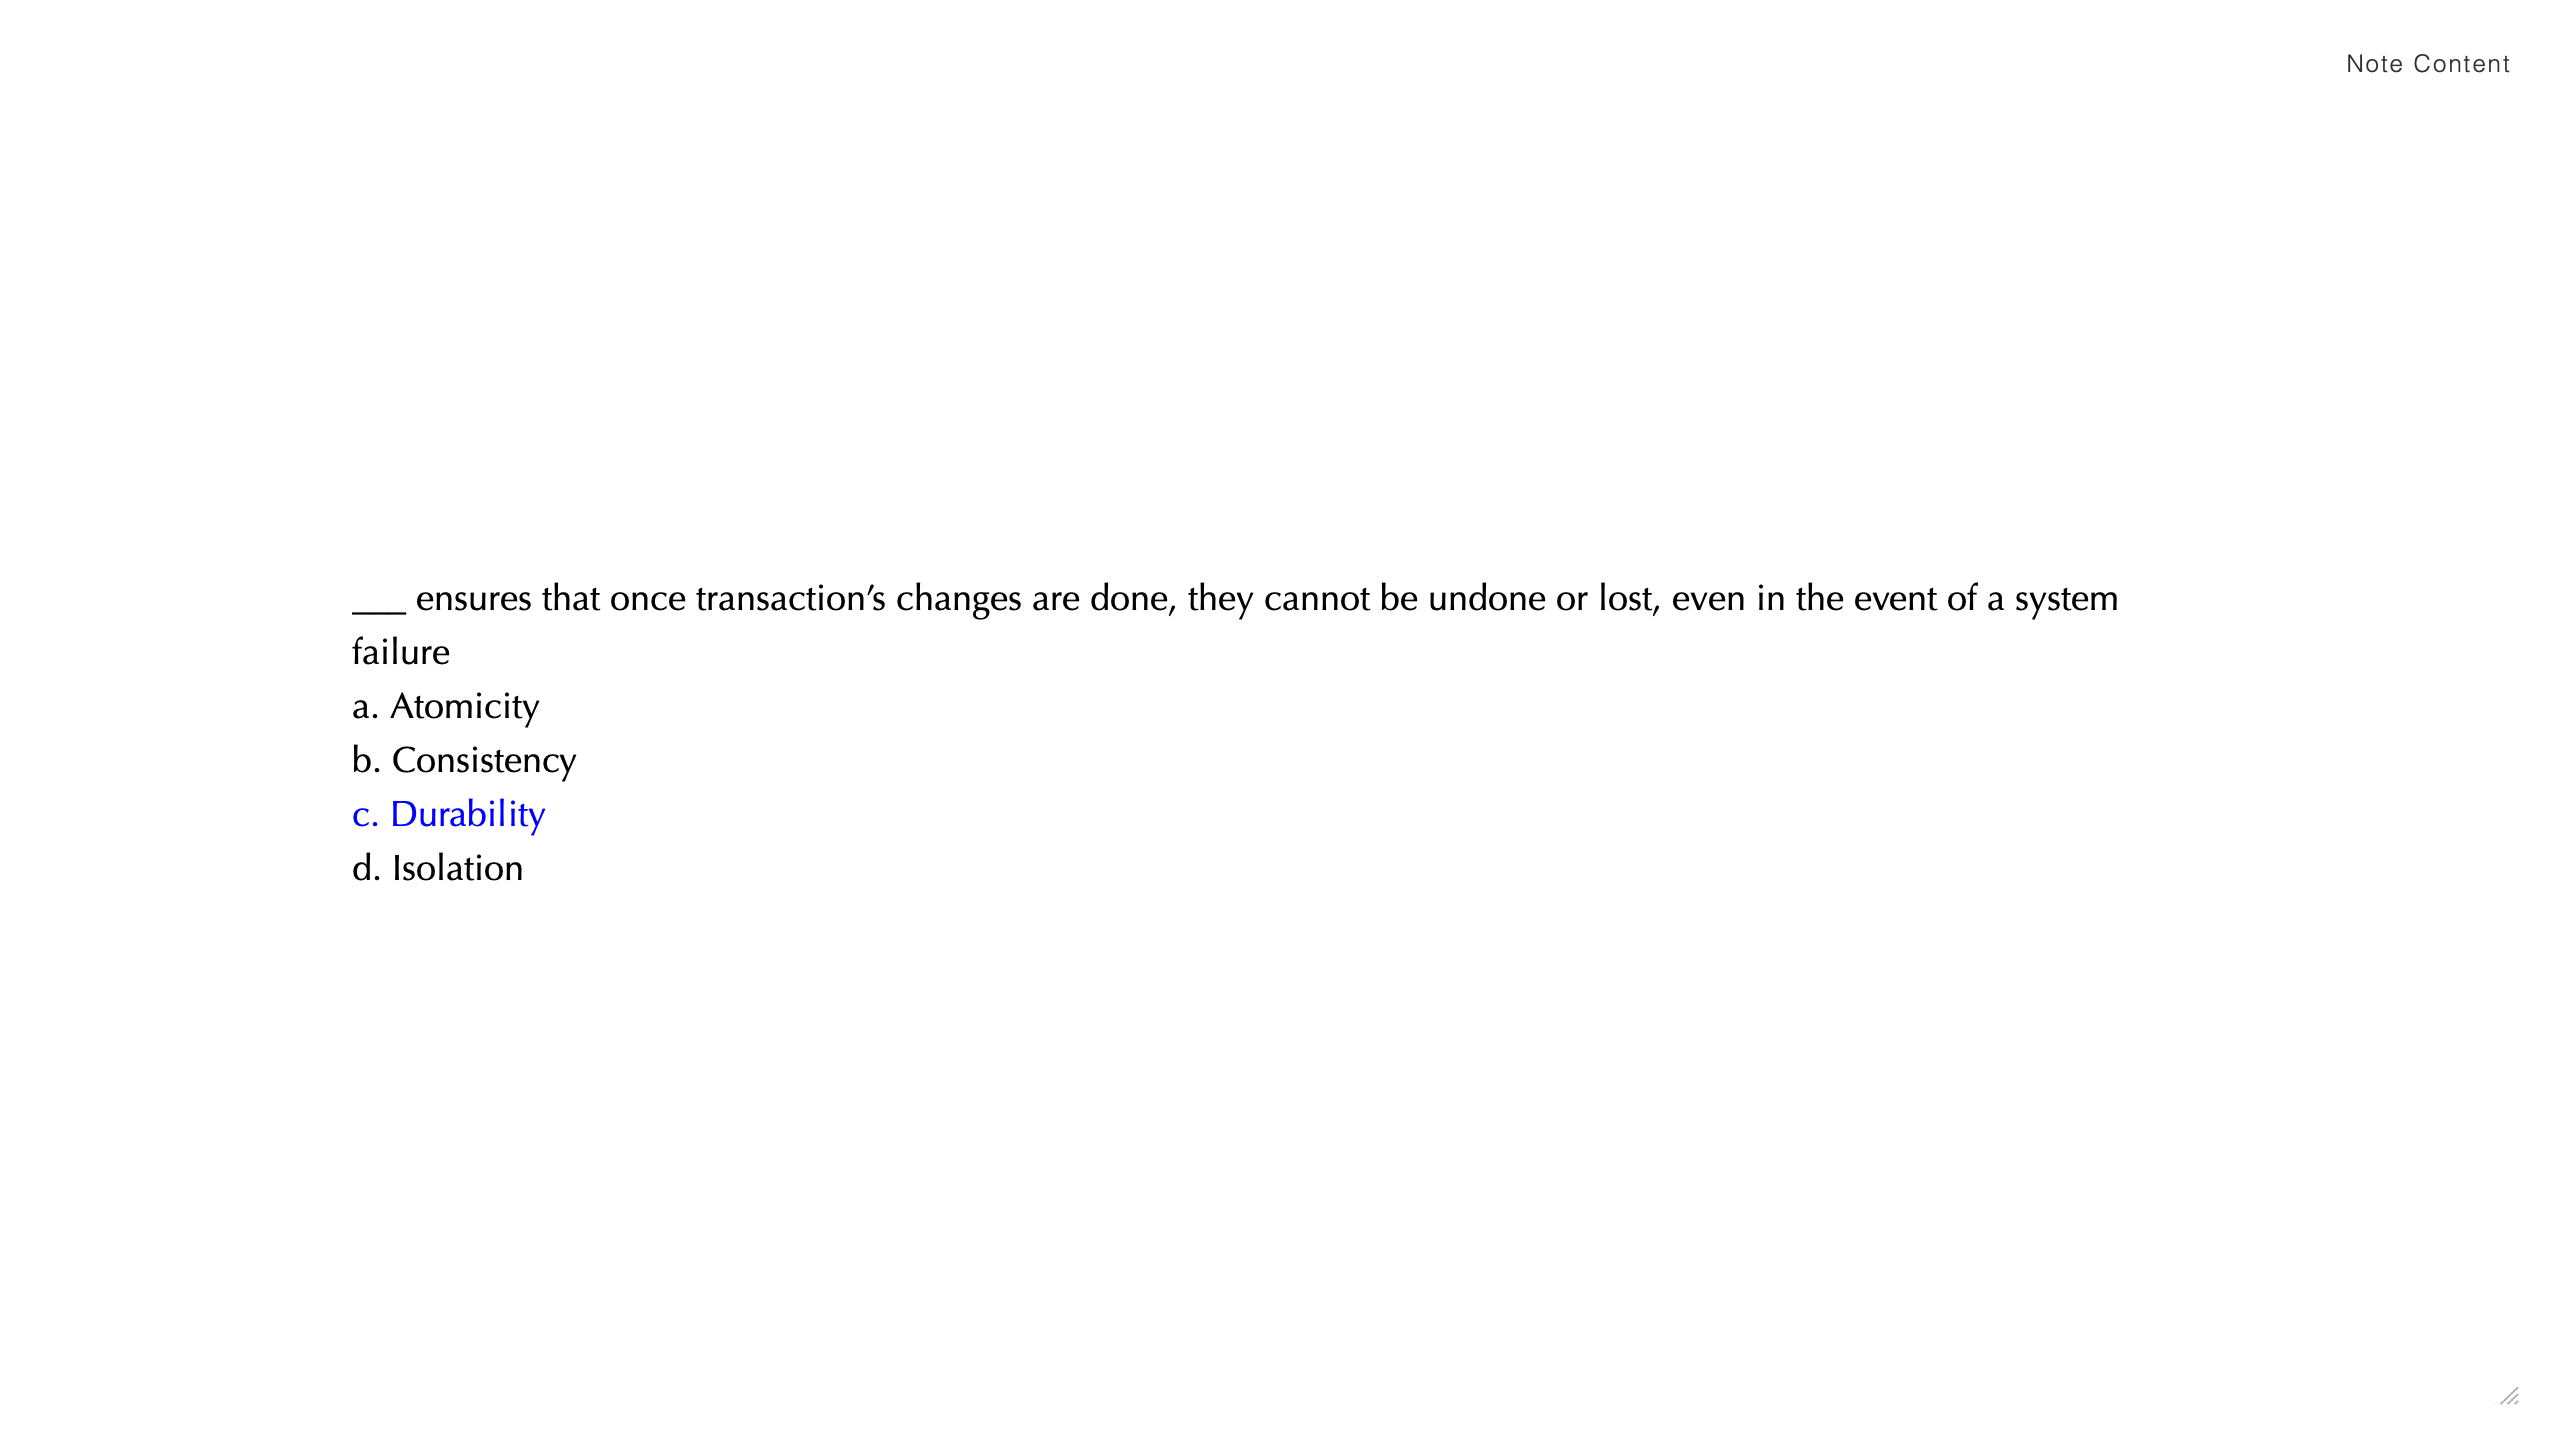 Note Content
___ ensures that once transaction’s changes are done, they cannot be undone or lost, even in the event of a system
failure
a. Atomicity
b. Consistency
c. Durability
d. Isolation